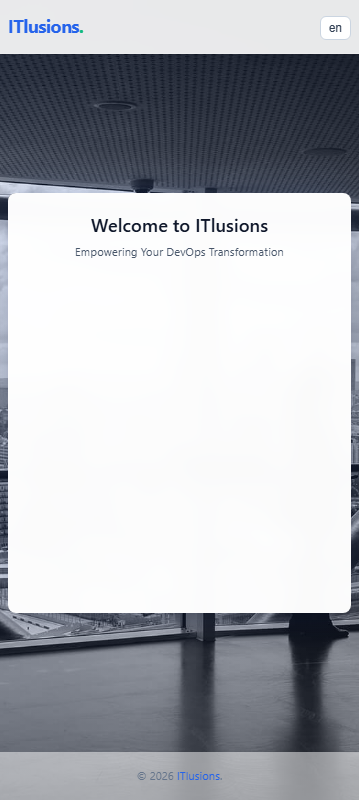 ITlusions.
en
Welcome to ITlusions
Empowering Your DevOps Transformation
© 2026 ITlusions.